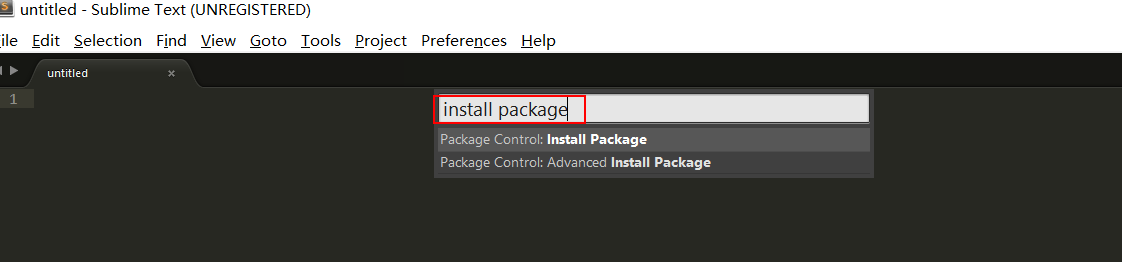 untitled - Sublime Text (UNREGISTERED)
ile Edit Selection Find View Goto Tools Project Preferences Help
untitled ×
1
install package
Package Control: Install Package
Package Control: Advanced Install Package